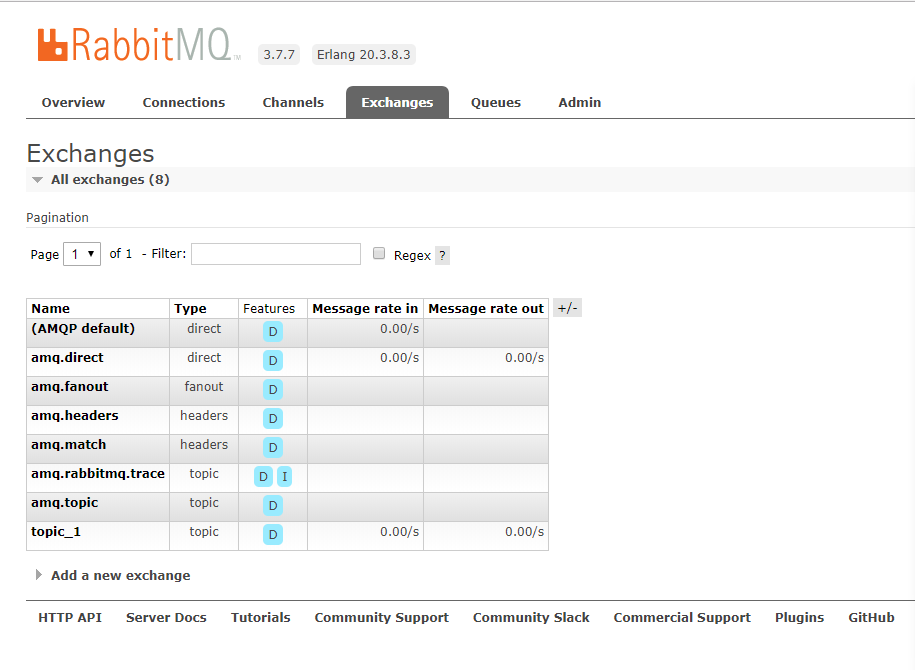 RabbitMQ TM 3.7.7 Erlang 20.3.8.3
Overview Connections Channels Exchanges Queues Admin
Exchanges
All exchanges (8)
Pagination
Page 1 of 1 - Filter: Regex ?
Name Type Features Message rate in Message rate out +/-
(AMQP default) direct D 0.00/s
amq.direct direct D 0.00/s 0.00/s
amq.fanout fanout D
amq.headers headers D
amq.match headers D
amq.rabbitmq.trace topic D I
amq.topic topic D
topic_1 topic D 0.00/s 0.00/s
Add a new exchange
HTTP API Server Docs Tutorials Community Support Community Slack Commercial Support Plugins GitHub